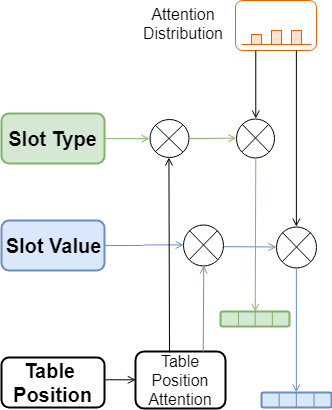 Attention
Distribution
Slot Type
Slot Value
Table
Position
Table
Position
Attention